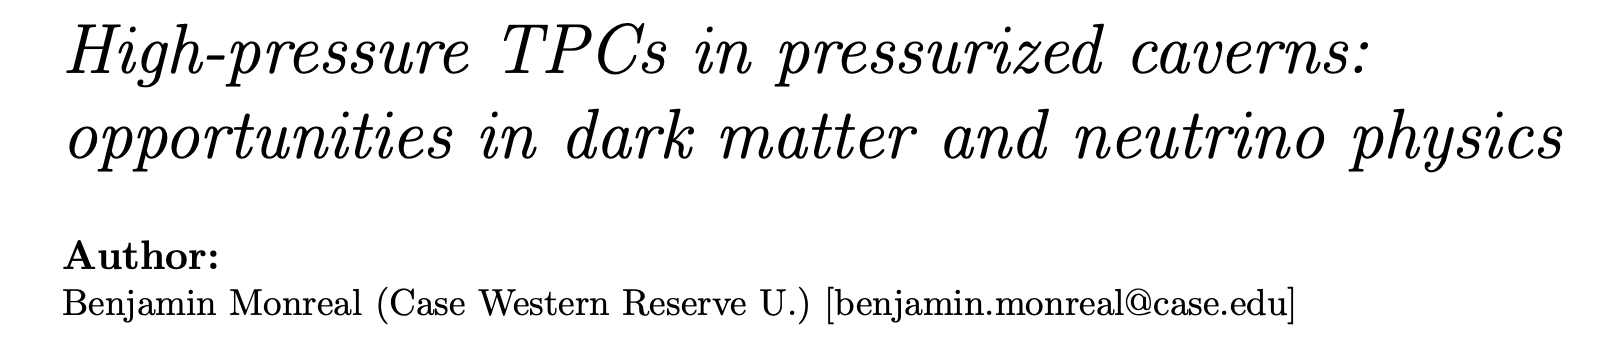 High-pressure TPCs in pressurized caverns:
opportunities in dark matter and neutrino physics
Author:
Benjamin Monreal (Case Western Reserve U.) [benjamin.monreal@case.edu]